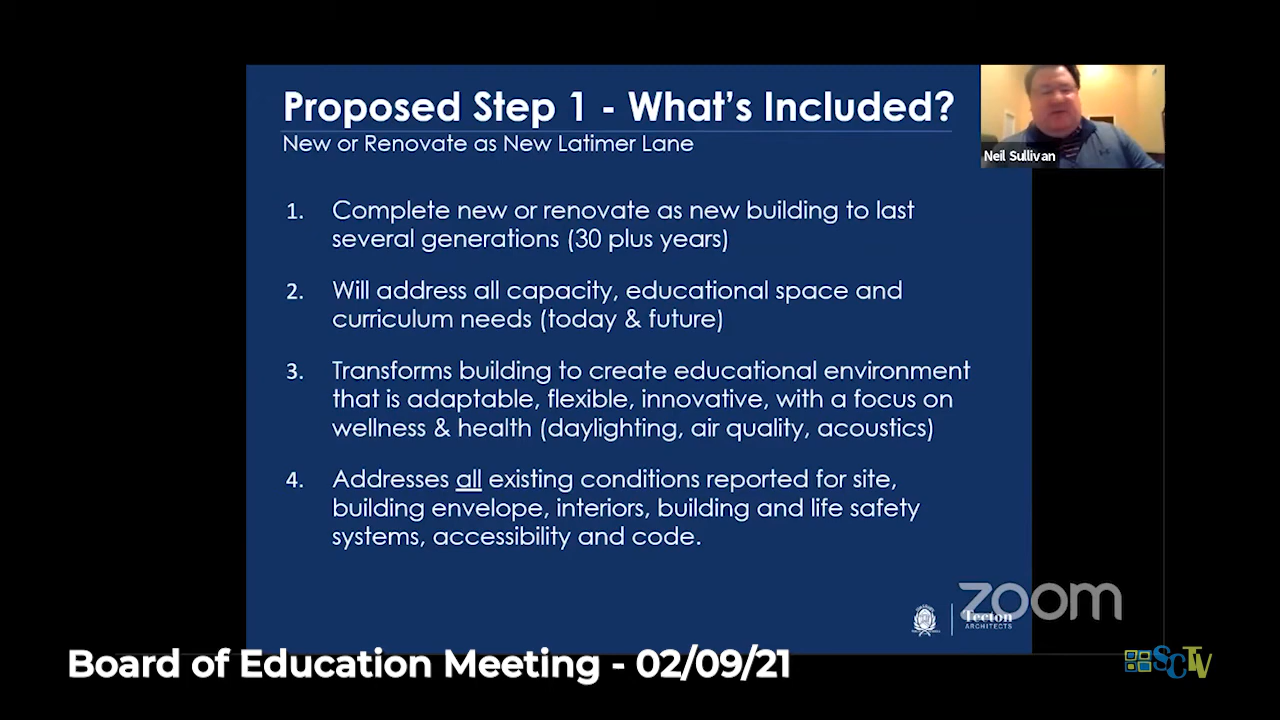 Proposed Step 1 - What's Included?
New or Renovate as New Latimer Lane
Neil Sullivan
1. Complete new or renovate as new building to last
several generations (30 plus years)
2. Will address all capacity, educational space and
curriculum needs (today & future)
3. Transforms building to create educational environment
that is adaptable, flexible, innovative, with a focus on
wellness & health (daylighting, air quality, acoustics)
4. Addresses all existing conditions reported for site,
building envelope, interiors, building and life safety
systems, accessibility and code.
zoom
Tecton
ARCHITECTS
Board of Education Meeting - 02/09/21
SCTV